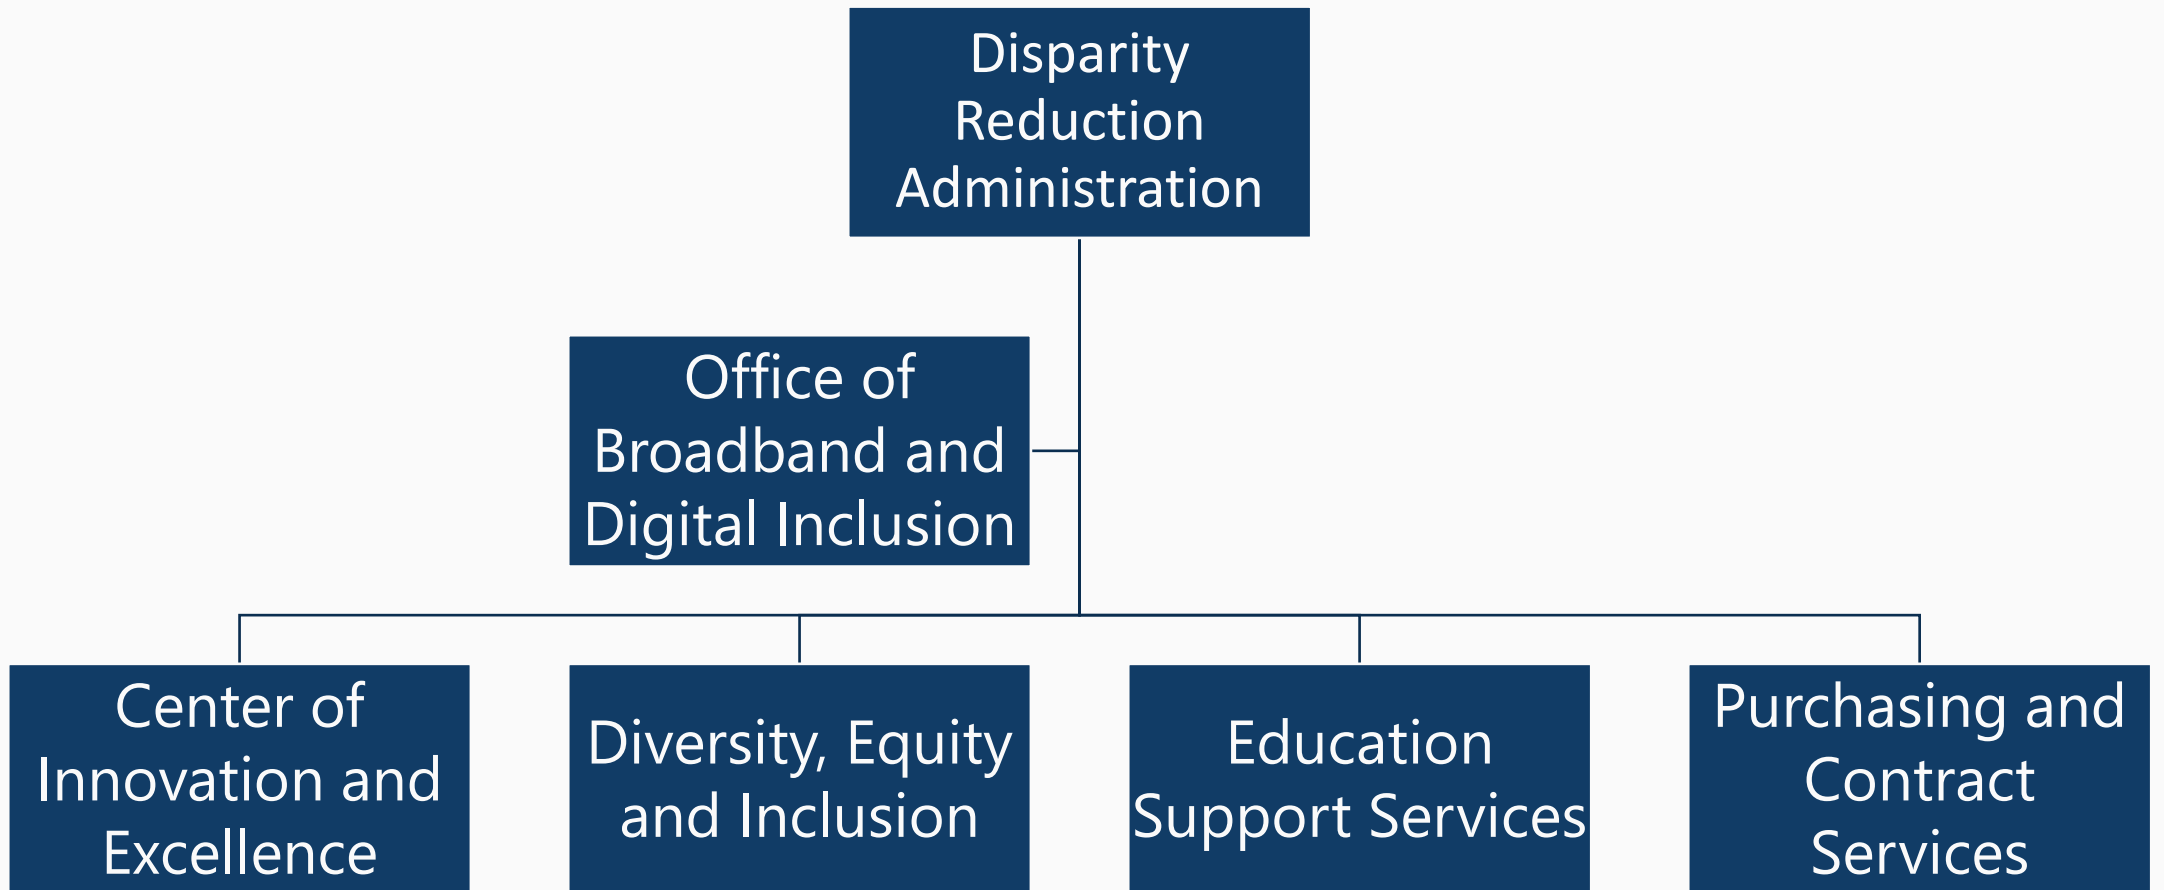 Disparity
Reduction
Administration
Office of
Broadband and
Digital Inclusion
Center of
Innovation and
Excellence
Diversity, Equity
and Inclusion
Education
Support Services
Purchasing and
Contract
Services